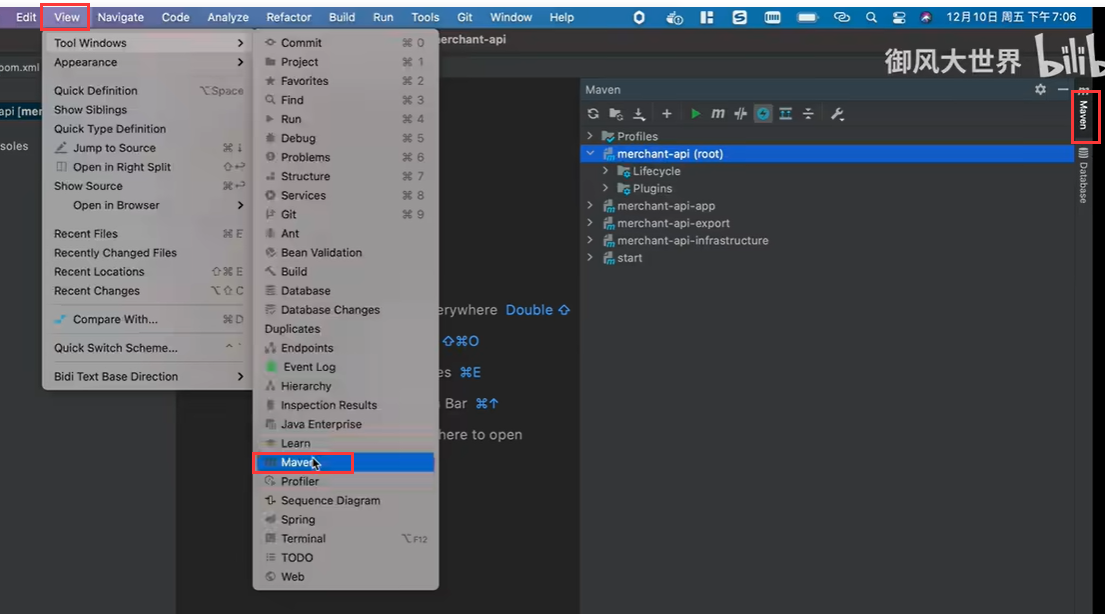 Edit View Navigate Code Analyze Refactor Build Run Tools Git Window Help 12月10日 周五 下午7:06
Tool Windows
Appearance
Quick Definition ⌥Space
Show Siblings
Quick Type Definition
Jump to Source ⌘↓
Open in Right Split ⇧↩
Show Source ⌘↩
Open in Browser
Recent Files ⌘E
Recently Changed Files
Recent Locations ⇧⌘E
Recent Changes ⌥⇧C
Compare With... ⌘D
Quick Switch Scheme... ^`
Bidi Text Base Direction
Commit ⌘0
Project ⌘1
Favorites ⌘2
Find ⌘3
Run ⌘4
Debug ⌘5
Problems ⌘6
Structure ⌘7
Services ⌘8
Git ⌘9
Ant
Bean Validation
Build
Database
Database Changes
Duplicates
Endpoints
Event Log
Hierarchy
Inspection Results
Java Enterprise
Learn
Maven
Profiler
Sequence Diagram
Spring
Terminal ⌥F12
TODO
Web
erchant-api
oom.xml
api [mer
soles
erywhere Double ⇧
⇧⌘O
es ⌘E
Bar ⌘↑
here to open
御风大世界 bilib
Maven
Profiles
merchant-api (root)
Lifecycle
Plugins
merchant-api-app
merchant-api-export
merchant-api-infrastructure
start
Maven
Database